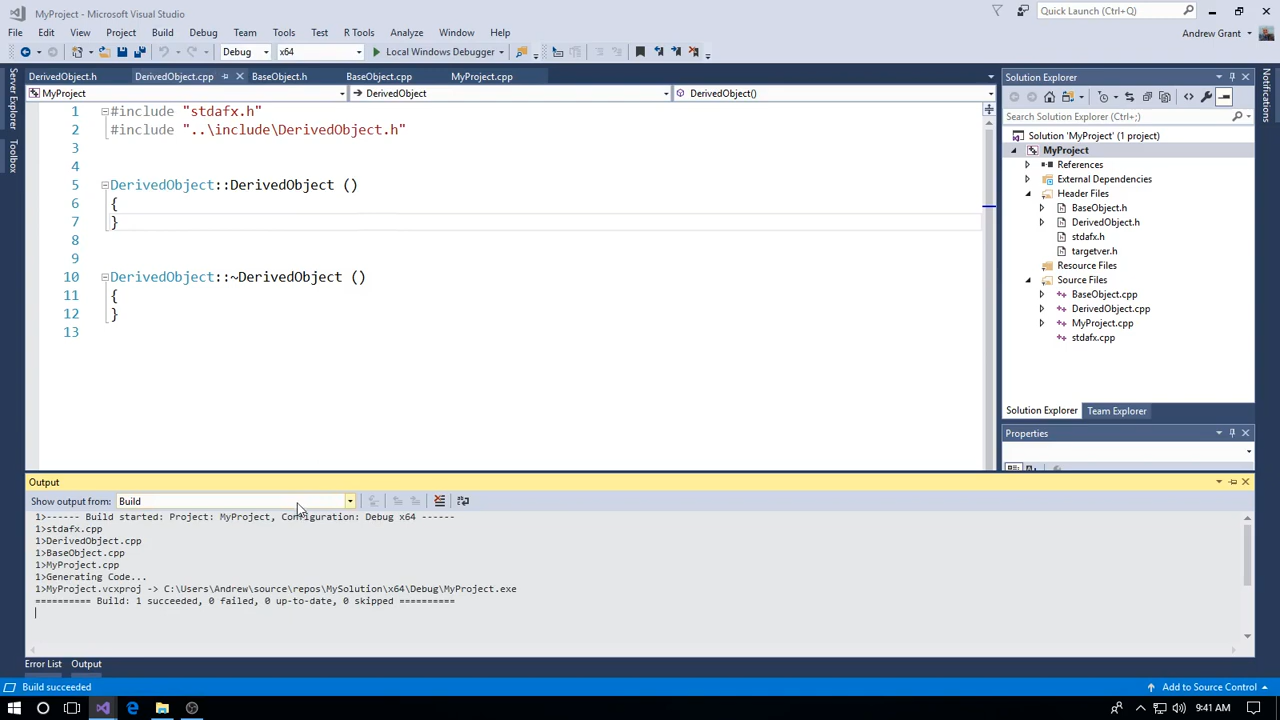 MyProject - Microsoft Visual Studio
Quick Launch (Ctrl+Q)
File Edit View Project Build Debug Team Tools Test R Tools Analyze Window Help
Andrew Grant
Debug x64 Local Windows Debugger
Server Explorer
Toolbox
Notifications
DerivedObject.h DerivedObject.cpp BaseObject.h BaseObject.cpp MyProject.cpp
MyProject DerivedObject DerivedObject()
1 #include "stdafx.h"
2 #include "..\include\DerivedObject.h"
3
4
5 DerivedObject::DerivedObject ()
6 {
7 }
8
9
10 DerivedObject::~DerivedObject ()
11 {
12 }
13
Solution Explorer
Search Solution Explorer (Ctrl+;)
Solution 'MyProject' (1 project)
MyProject
References
External Dependencies
Header Files
BaseObject.h
DerivedObject.h
stdafx.h
targetver.h
Resource Files
Source Files
BaseObject.cpp
DerivedObject.cpp
MyProject.cpp
stdafx.cpp
Solution Explorer Team Explorer
Properties
Output
Show output from: Build
1>------ Build started: Project: MyProject, Configuration: Debug x64 ------
1>stdafx.cpp
1>DerivedObject.cpp
1>BaseObject.cpp
1>MyProject.cpp
1>Generating Code...
1>MyProject.vcxproj -> C:\Users\Andrew\source\repos\MySolution\x64\Debug\MyProject.exe
========== Build: 1 succeeded, 0 failed, 0 up-to-date, 0 skipped ==========
Error List Output
Build succeeded
Add to Source Control
9:41 AM